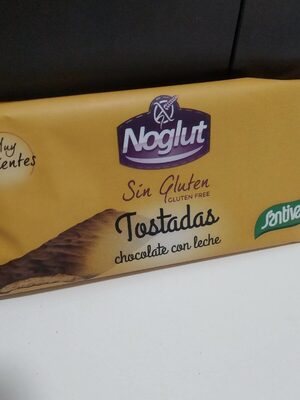 Noglut
Sin Gluten
GLUTEN FREE
Tostadas
chocolate con leche